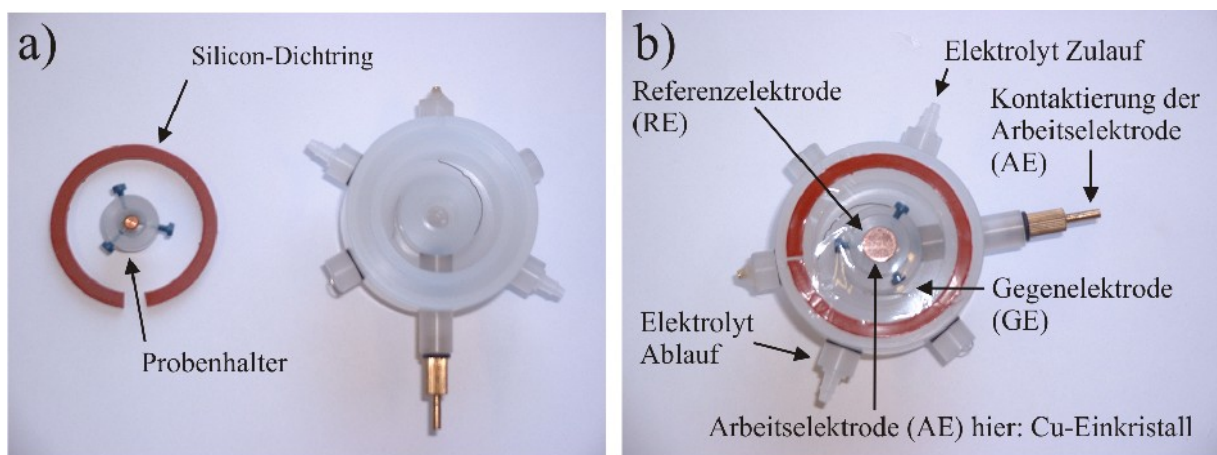 a)
Silicon-Dichtring
Probenhalter
b)
Elektrolyt Zulauf
Referenzelektrode
(RE)
Kontaktierung der
Arbeitselektrode
(AE)
Gegenelektrode
(GE)
Elektrolyt
Ablauf
Arbeitselektrode (AE) hier: Cu-Einkristall